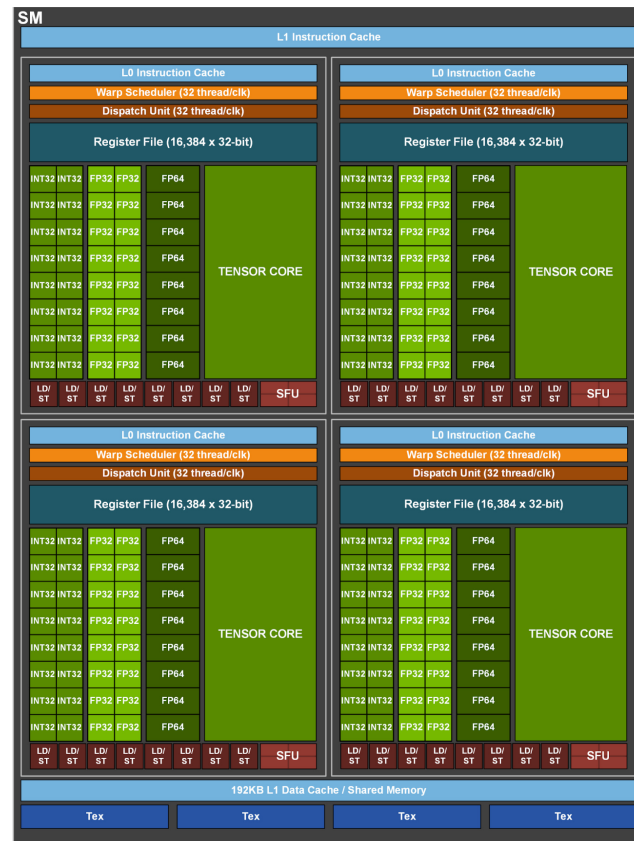 SM
L1 Instruction Cache
L0 Instruction Cache
Warp Scheduler (32 thread/clk)
Dispatch Unit (32 thread/clk)
Register File (16,384 x 32-bit)
INT32 INT32 FP32 FP32 FP64
INT32 INT32 FP32 FP32 FP64
INT32 INT32 FP32 FP32 FP64
INT32 INT32 FP32 FP32 FP64
INT32 INT32 FP32 FP32 FP64
INT32 INT32 FP32 FP32 FP64
INT32 INT32 FP32 FP32 FP64
INT32 INT32 FP32 FP32 FP64
TENSOR CORE
LD/ LD/ LD/ LD/ LD/ LD/ LD/ LD/
ST ST ST ST ST ST ST ST
SFU
L0 Instruction Cache
Warp Scheduler (32 thread/clk)
Dispatch Unit (32 thread/clk)
Register File (16,384 x 32-bit)
INT32 INT32 FP32 FP32 FP64
INT32 INT32 FP32 FP32 FP64
INT32 INT32 FP32 FP32 FP64
INT32 INT32 FP32 FP32 FP64
INT32 INT32 FP32 FP32 FP64
INT32 INT32 FP32 FP32 FP64
INT32 INT32 FP32 FP32 FP64
INT32 INT32 FP32 FP32 FP64
TENSOR CORE
LD/ LD/ LD/ LD/ LD/ LD/ LD/ LD/
ST ST ST ST ST ST ST ST
SFU
L0 Instruction Cache
Warp Scheduler (32 thread/clk)
Dispatch Unit (32 thread/clk)
Register File (16,384 x 32-bit)
INT32 INT32 FP32 FP32 FP64
INT32 INT32 FP32 FP32 FP64
INT32 INT32 FP32 FP32 FP64
INT32 INT32 FP32 FP32 FP64
INT32 INT32 FP32 FP32 FP64
INT32 INT32 FP32 FP32 FP64
INT32 INT32 FP32 FP32 FP64
INT32 INT32 FP32 FP32 FP64
TENSOR CORE
LD/ LD/ LD/ LD/ LD/ LD/ LD/ LD/
ST ST ST ST ST ST ST ST
SFU
L0 Instruction Cache
Warp Scheduler (32 thread/clk)
Dispatch Unit (32 thread/clk)
Register File (16,384 x 32-bit)
INT32 INT32 FP32 FP32 FP64
INT32 INT32 FP32 FP32 FP64
INT32 INT32 FP32 FP32 FP64
INT32 INT32 FP32 FP32 FP64
INT32 INT32 FP32 FP32 FP64
INT32 INT32 FP32 FP32 FP64
INT32 INT32 FP32 FP32 FP64
INT32 INT32 FP32 FP32 FP64
TENSOR CORE
LD/ LD/ LD/ LD/ LD/ LD/ LD/ LD/
ST ST ST ST ST ST ST ST
SFU
192KB L1 Data Cache / Shared Memory
Tex Tex Tex Tex